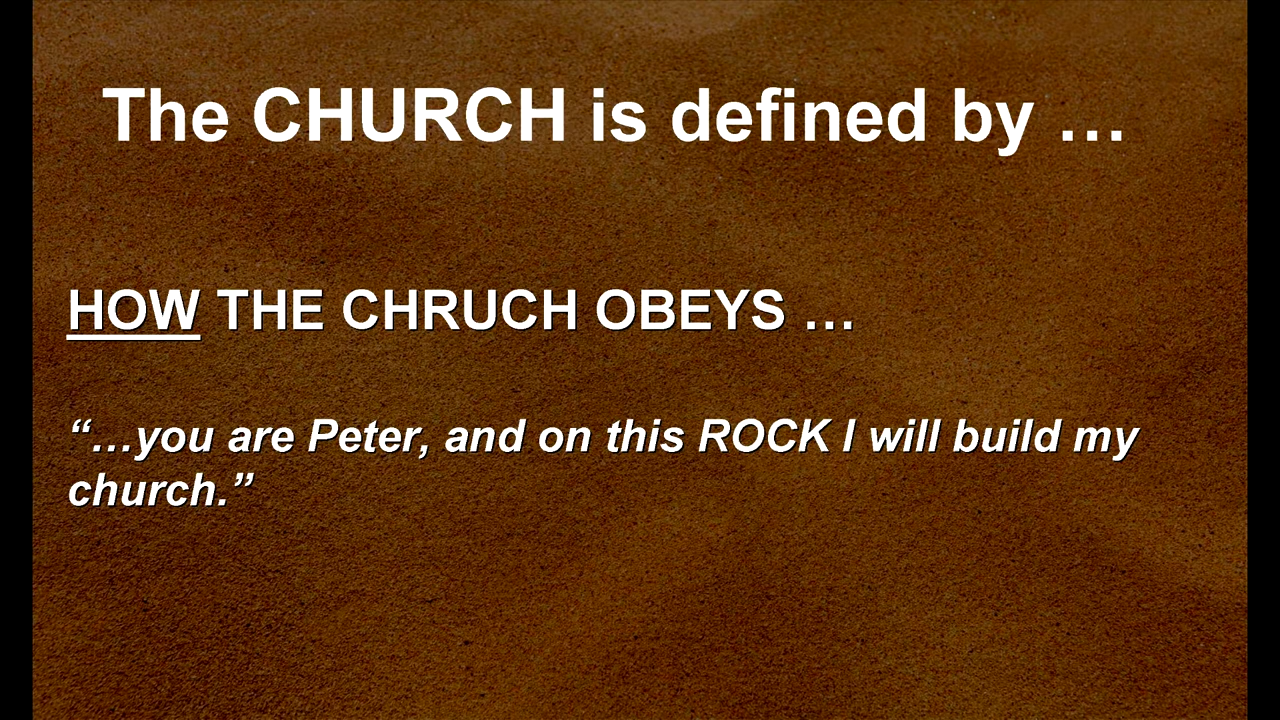 The CHURCH is defined by …
HOW THE CHRUCH OBEYS …
“…you are Peter, and on this ROCK I will build my
church.”